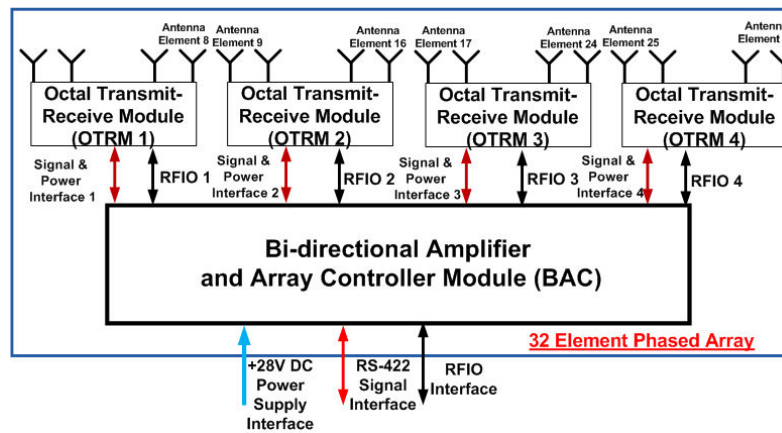 Antenna
Element 8
Antenna
Element 9
Antenna
Element 16
Antenna
Element 17
Antenna
Element 24
Antenna
Element 25
Antenna
Element
Octal Transmit-
Receive Module
(OTRM 1)
Octal Transmit-
Receive Module
(OTRM 2)
Octal Transmit-
Receive Module
(OTRM 3)
Octal Transmit-
Receive Module
(OTRM 4)
Signal &
Power
Interface 1
RFIO 1
Signal &
Power
Interface 2
RFIO 2
Signal &
Power
Interface 3
RFIO 3
Signal &
Power
Interface 4
RFIO 4
Bi-directional Amplifier
and Array Controller Module (BAC)
32 Element Phased Array
+28V DC
Power
Supply
Interface
RS-422
Signal
Interface
RFIO
Interface